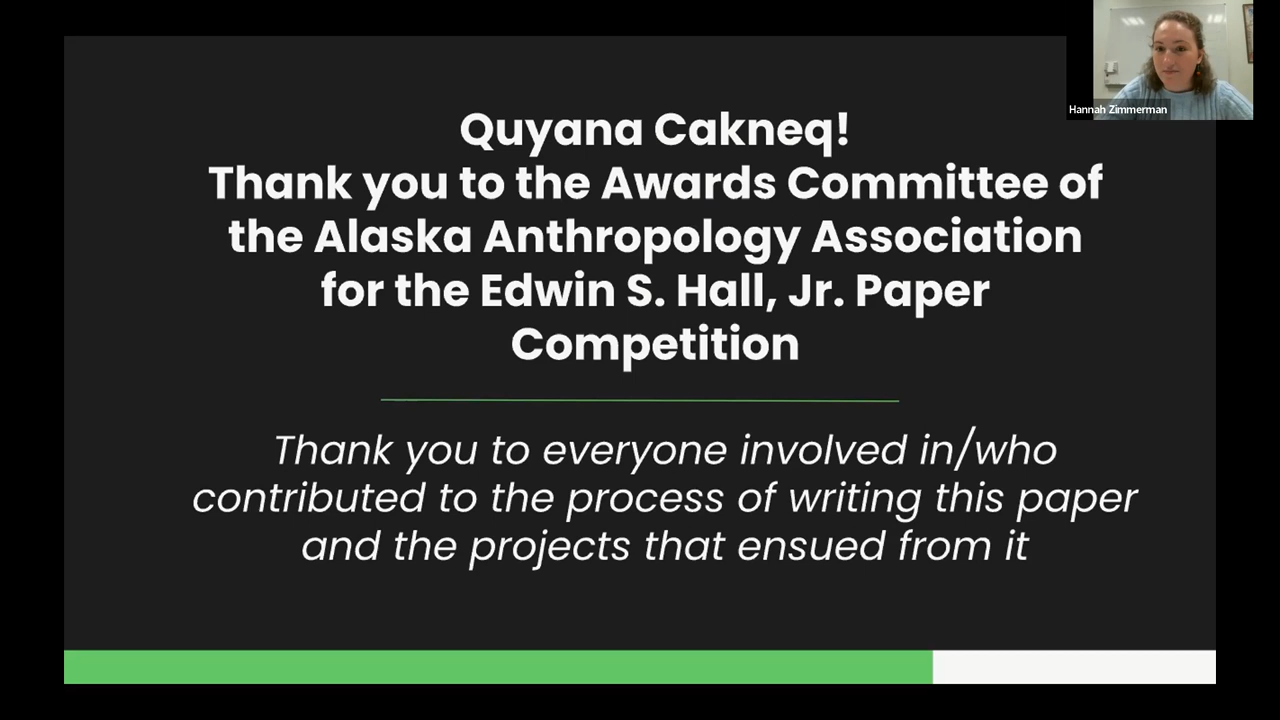 Hannah Zimmerman
Quyana Cakneq!
Thank you to the Awards Committee of
the Alaska Anthropology Association
for the Edwin S. Hall, Jr. Paper
Competition
Thank you to everyone involved in/who
contributed to the process of writing this paper
and the projects that ensued from it